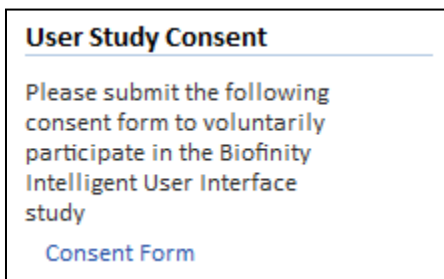 User Study Consent
Please submit the following
consent form to voluntarily
participate in the Biofinity
Intelligent User Interface
study
Consent Form